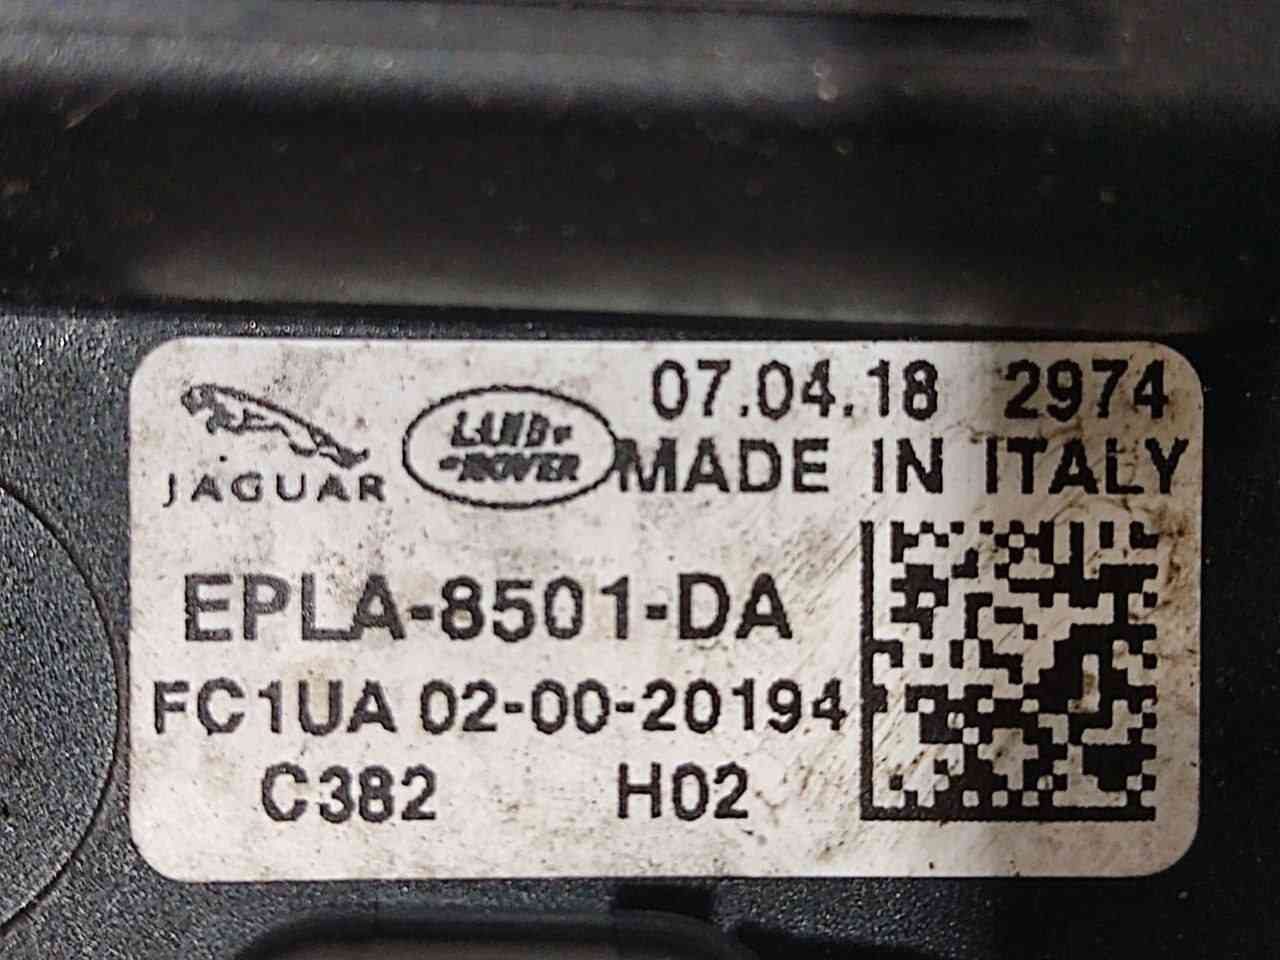 07.04.18 2974
JAGUAR
LAND
ROVER
MADE IN ITALY
EPLA-8501-DA
FC1UA 02-00-20194
C382 H02